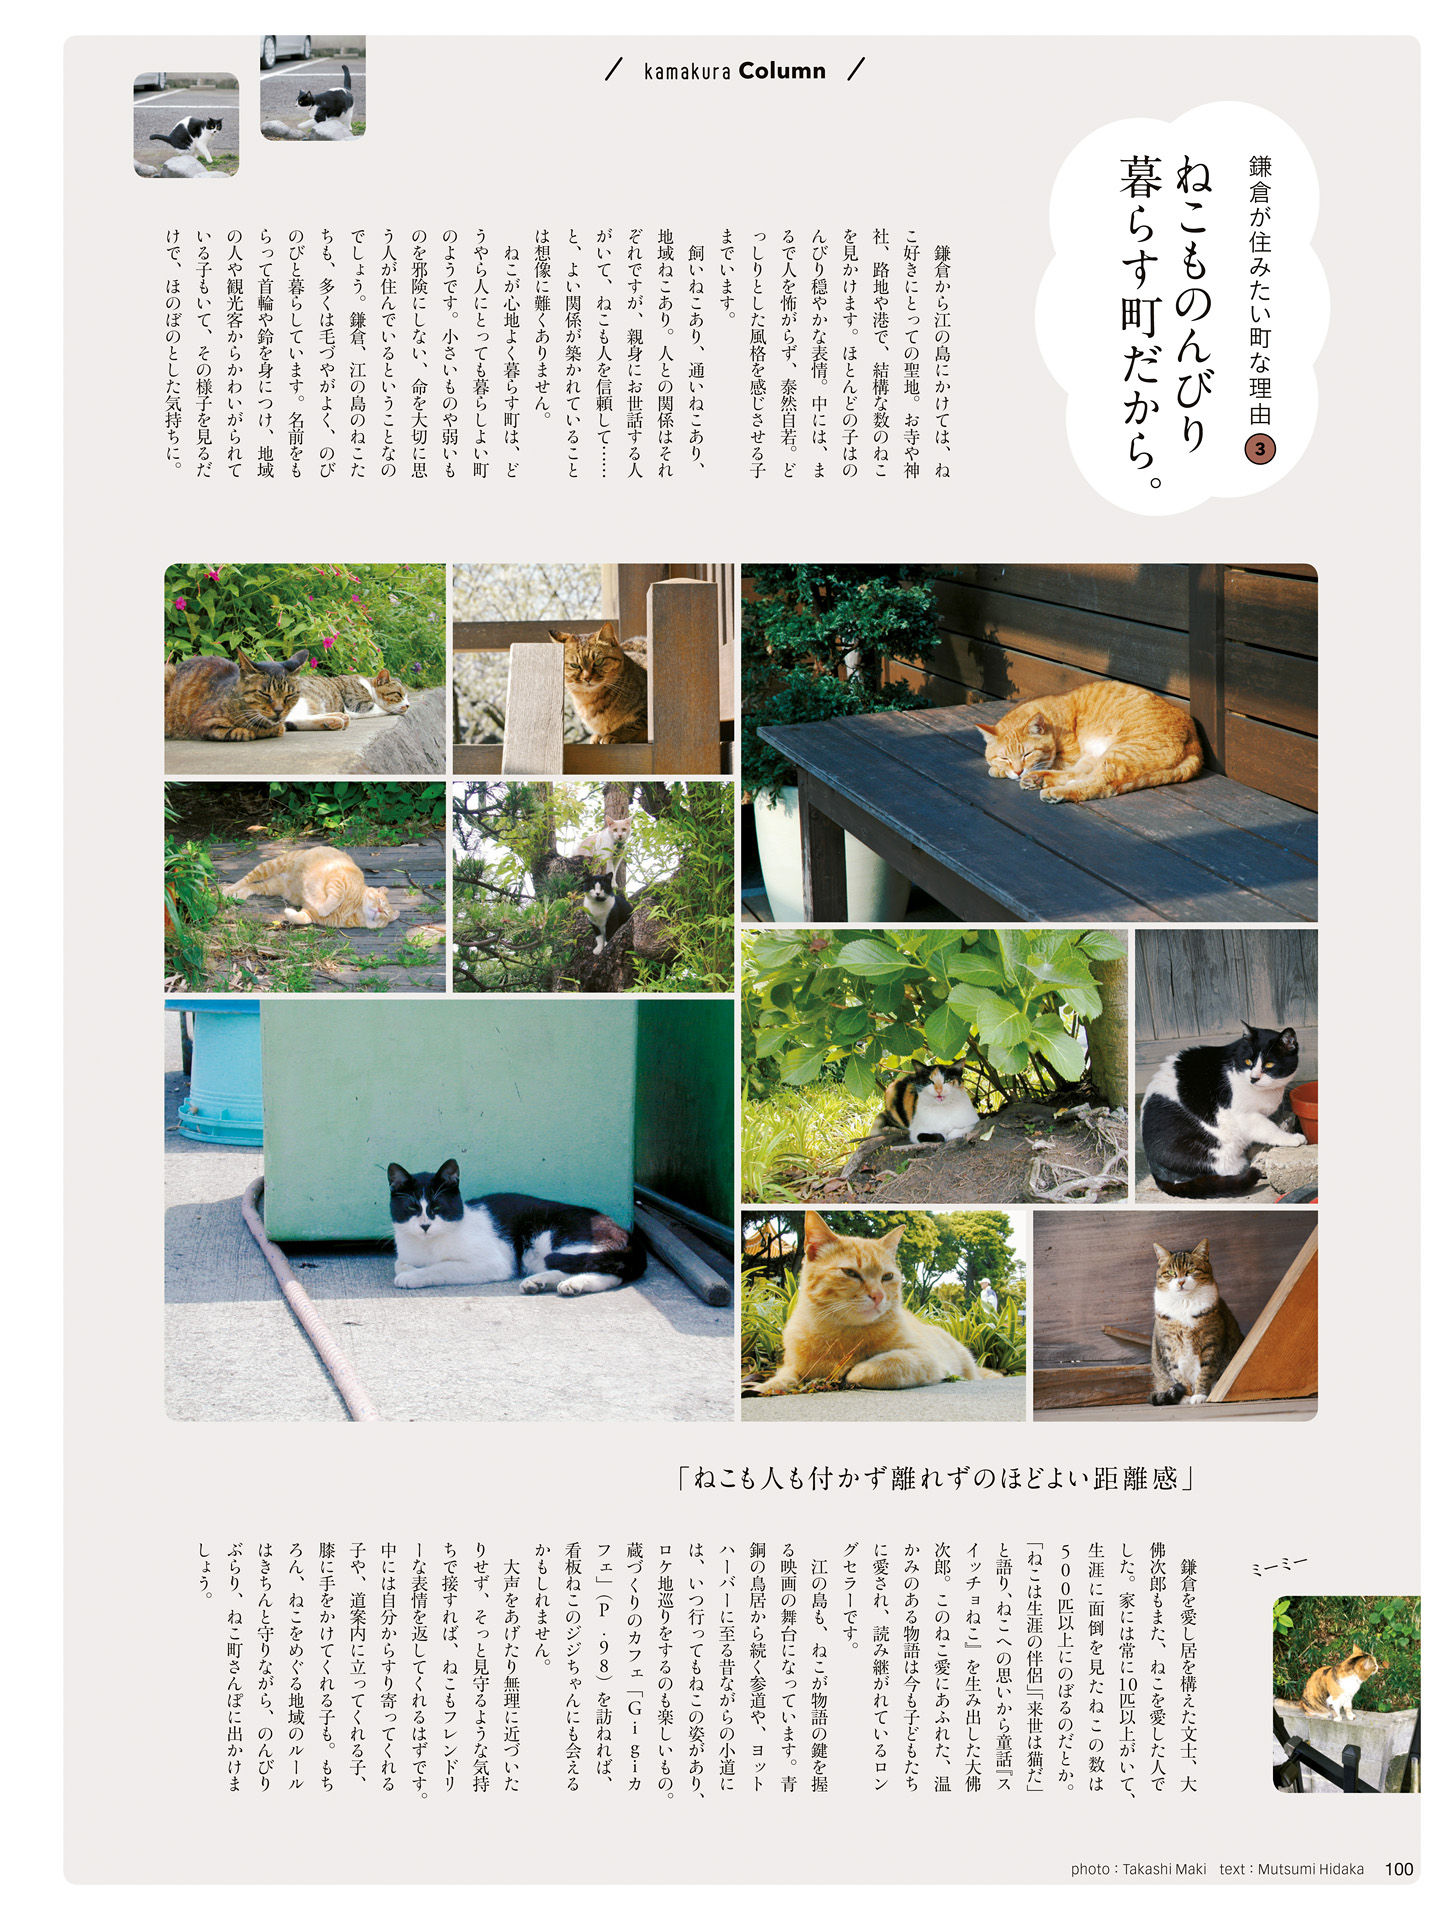 kamakura Column
鎌倉が住みたい町な理由 3
ねこものんびり
暮らす町だから。
鎌倉から江の島にかけては、ね
こ好きにとっての聖地。お寺や神
社、路地や港で、結構な数のねこ
を見かけます。ほとんどの子はの
んびり穏やかな表情。中には、ま
るで人を怖がらず、泰然自若。ど
っしりとした風格を感じさせる子
までいます。
飼いねこあり、通いねこあり、
地域ねこあり。人との関係はそれ
ぞれですが、親身にお世話する人
がいて、ねこも人を信頼して……
と、よい関係が築かれていること
は想像に難くありません。
ねこが心地よく暮らす町は、ど
うやら人にとっても暮らしよい町
のようです。小さいものや弱いも
のを邪険にしない、命を大切に思
う人が住んでいるということなの
でしょう。鎌倉、江の島のねこた
ちも、多くは毛づやがよく、のび
のびと暮らしています。名前をも
らって首輪や鈴を身につけ、地域
の人や観光客からかわいがられて
いる子もいて、その様子を見るだ
けで、ほのぼのとした気持ちに。
「ねこも人も付かず離れずのほどよい距離感」
ミーミー
鎌倉を愛し居を構えた文士、大
佛次郎もまた、ねこを愛した人で
した。家には常に10匹以上がいて、
生涯に面倒を見たねこの数は
500匹以上にのぼるのだとか。
「ねこは生涯の伴侶」「来世は猫だ」
と語り、ねこへの思いから童話『ス
イッチョねこ』を生み出した大佛
次郎。このねこ愛にあふれた、温
かみのある物語は今も子どもたち
に愛され、読み継がれているロン
グセラーです。
江の島も、ねこが物語の鍵を握
る映画の舞台になっています。青
銅の鳥居から続く参道や、ヨット
ハーバーに至る昔ながらの小道に
は、いつ行ってもねこの姿があり、
ロケ地巡りをするのも楽しいもの。
蔵づくりのカフェ「Gigiカ
フェ」（P.98）を訪ねれば、
看板ねこのジジちゃんにも会える
かもしれません。
大声をあげたり無理に近づいた
りせず、そっと見守るような気持
ちで接すれば、ねこもフレンドリ
ーな表情を返してくれるはずです。
中には自分からすり寄ってくれる
子や、道案内に立ってくれる子、
膝に手をかけてくれる子も。もち
ろん、ねこをめぐる地域のルール
はきちんと守りながら、のんびり
ぶらり、ねこ町さんぽに出かけま
しょう。
photo：Takashi Maki text：Mutsumi Hidaka 100